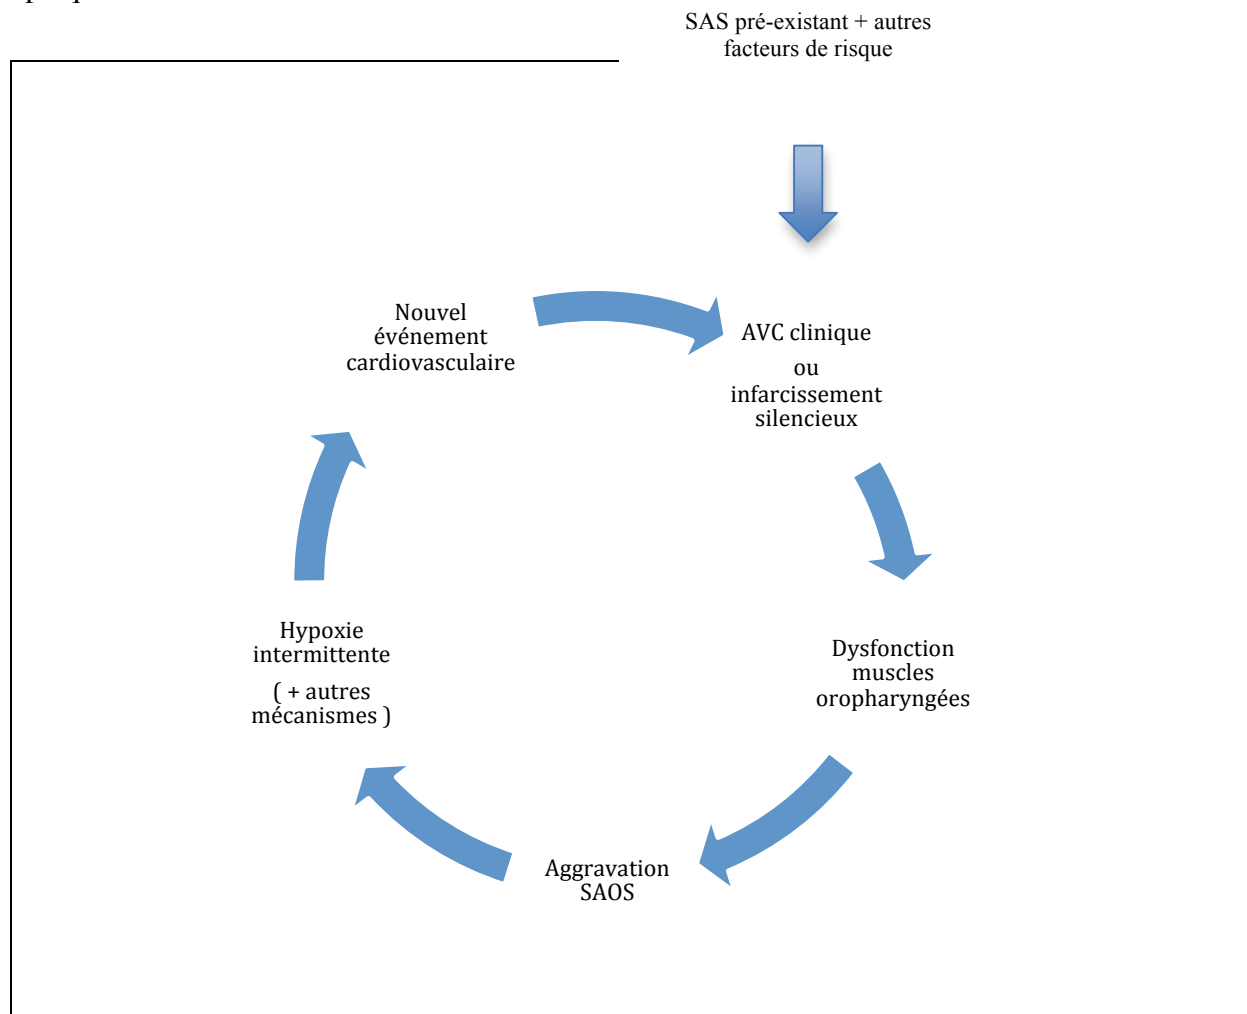 SAS pré-existant + autres
facteurs de risque
Nouvel
événement
cardiovasculaire
AVC clinique
ou
infarcissement
silencieux
Hypoxie
intermittente
( + autres
mécanismes )
Dysfonction
muscles
oropharyngées
Aggravation
SAOS